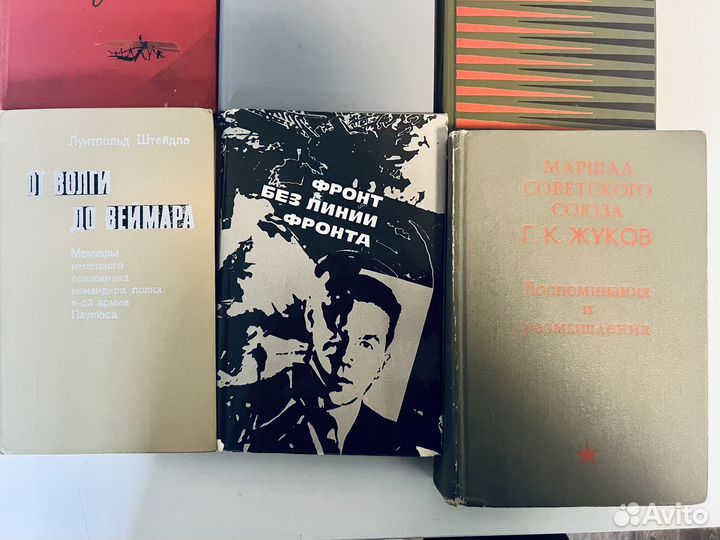 Луитпольд Штейдле
ОТ ВОЛГИ
ДО ВЕЙМАРА
Мемуары
немецкого
полковника,
командира полка
6-ой армии
Паулюса
ФРОНТ
БЕЗ ЛИНИИ
ФРОНТА
МАРШАЛ
СОВЕТСКОГО
СОЮЗА
Г. К. ЖУКОВ
Воспоминания
и
размышления
Avito